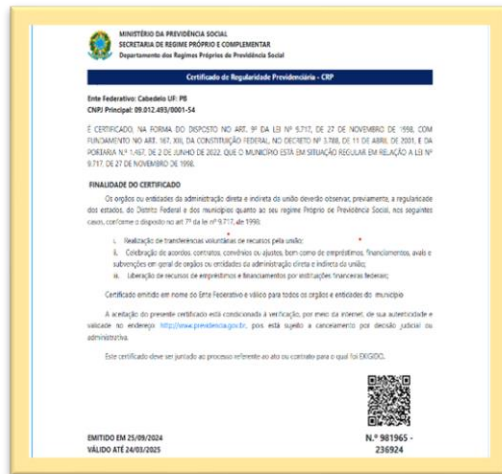 MINISTÉRIO DA PREVIDÊNCIA SOCIAL
SECRETARIA DE REGIME PRÓPRIO E COMPLEMENTAR
Departamento dos Regimes Próprios de Previdência Social
Certificado de Regularidade Previdenciária - CRP
Ente Federativo: Cabedelo UF: PB
CNPJ Principal: 09.012.493/0001-54
É CERTIFICADO, NA FORMA DO DISPOSTO NO ART. 9º DA LEI Nº 9.717, DE 27 DE NOVEMBRO DE 1998, COM
FUNDAMENTO NO ART. 167, XIII, DA CONSTITUIÇÃO FEDERAL, NO DECRETO Nº 3.788, DE 11 DE ABRIL DE 2001, E DA
PORTARIA N.º 1.467, DE 2 DE JUNHO DE 2022, QUE O MUNICÍPIO ESTÁ EM SITUAÇÃO REGULAR EM RELAÇÃO A LEI Nº
9.717, DE 27 DE NOVEMBRO DE 1998.
FINALIDADE DO CERTIFICADO
Os órgãos ou entidades da administração direta e indireta da união deverão observar, previamente, a regularidade
dos estados, do Distrito Federal e dos municípios quanto ao seu regime Próprio de Previdência Social, nos seguintes
casos, conforme o disposto no art. 7º da lei nº 9.717, de 1998:
i. Realização de transferências voluntárias de recursos pela união;
ii. Celebração de acordos, contratos, convênios ou ajustes, bem como de empréstimos, financiamentos, avais e
subvenções em geral de órgãos ou entidades da administração direta e indireta da união;
iii. Liberação de recursos de empréstimos e financiamentos por instituições financeiras federais;
Certificado emitido em nome do Ente Federativo e válido para todos os orgãos e entidades do município
A aceitação do presente certificado está condicionada à verificação, por meio da internet, de sua autenticidade e
validade no endereço: http://www.previdencia.gov.br, pois está sujeito a cancelamento por decisão judicial ou
administrativa.
Este certificado deve ser juntado ao processo referente ao ato ou contrato para o qual foi EXIGIDO.
EMITIDO EM 25/09/2024
VÁLIDO ATÉ 24/03/2025
N.º 981965 -
236924